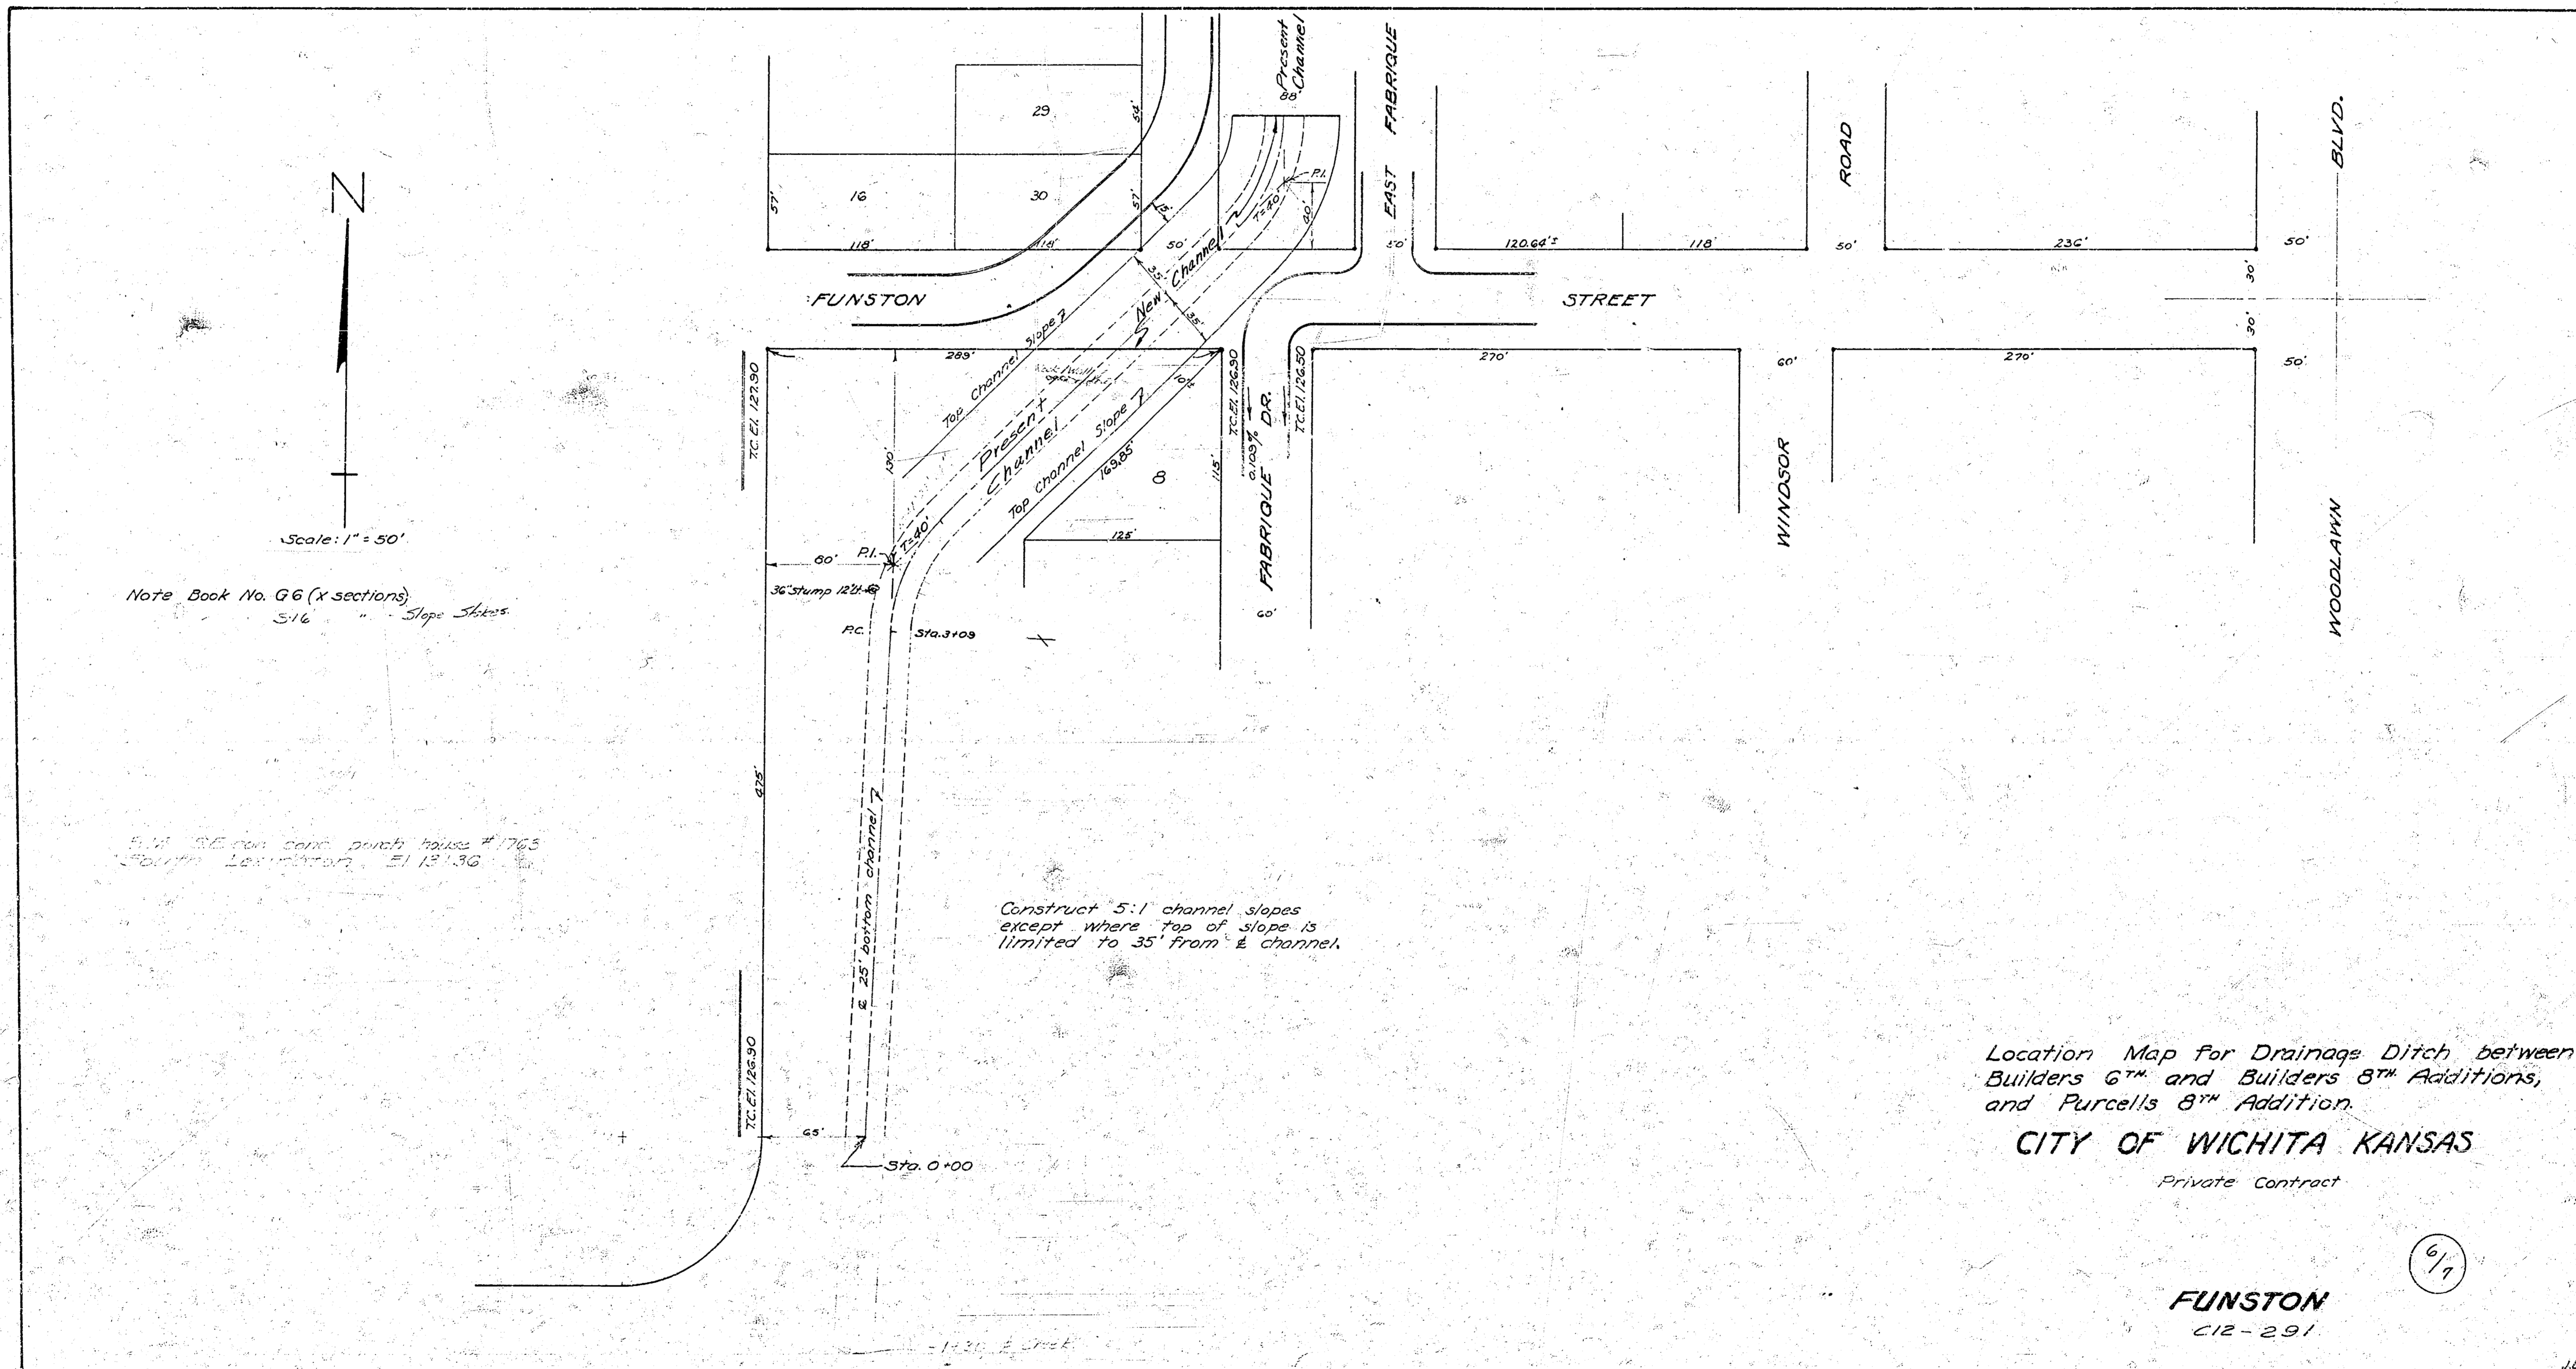 Present
Channel
88'
EAST FABRIQUE
ROAD
BLVD.
29
54'
16
30
57'
57'
118'
118'
50'
P.I.
T=40'
40'
50'
120.64'±
118'
50'
236'
50'
30'
30'
N
FUNSTON
STREET
New Channel
35'
35'
Top Channel Slope
289'
270'
60'
270'
50'
T.C.El. 127.90
T.C.El. 126.90
T.C.El. 126.50
0.109%
FABRIQUE DR.
Present
Channel
Top Channel Slope
169.85'
130'
8
115'
125'
WINDSOR
WOODLAWN
Scale: 1" = 50'
80'
P.I.
T=40'
36" Stump
60'
Note Book No. G6 (x sections)
S16 " - Slope Stakes
P.C.
Sta. 3+09
475'
℄ 25' bottom channel
porch house #1763
Construct 5:1 channel slopes
except where top of slope is
limited to 35' from ℄ channel.
T.C.El. 126.90
65'
Sta. 0+00
Location Map for Drainage Ditch between
Builders 6TH and Builders 8TH Additions,
and Purcells 8TH Addition.
CITY OF WICHITA KANSAS
Private Contract
6/7
FUNSTON
C12-291